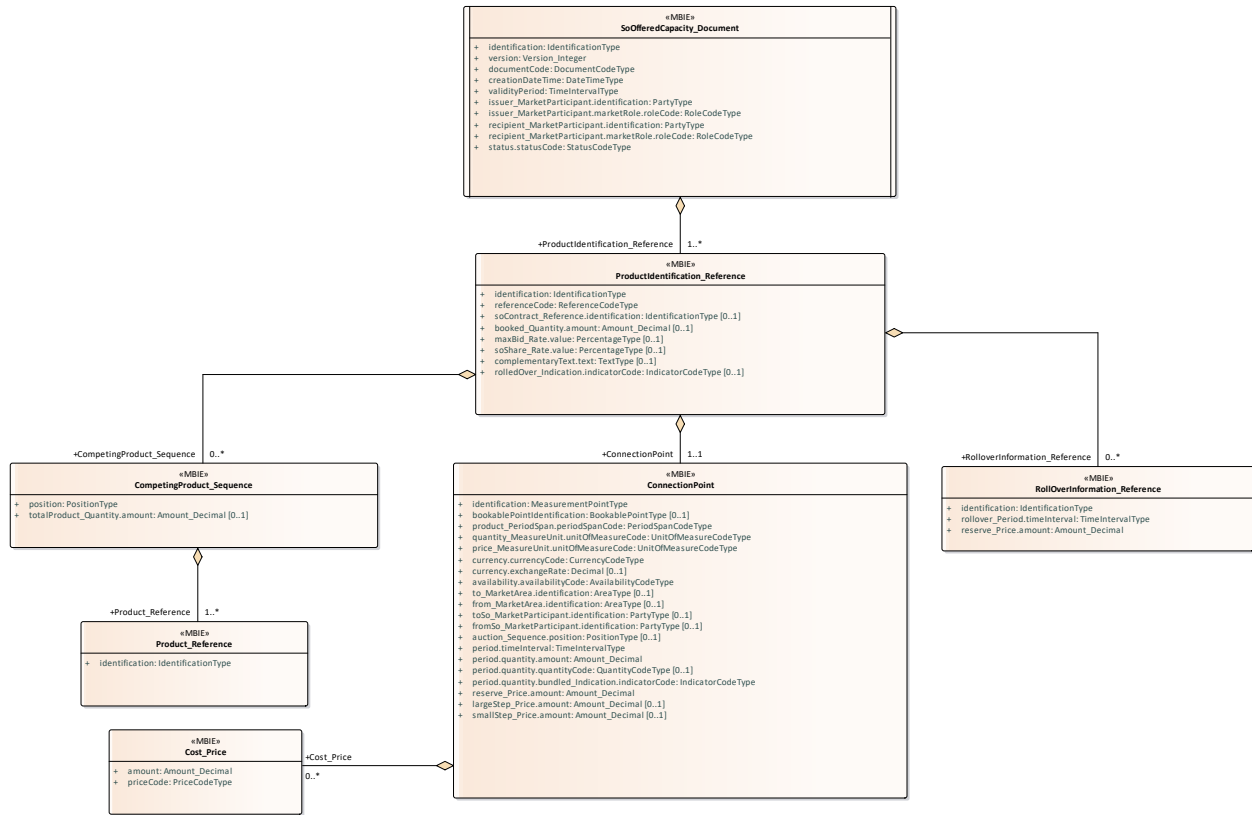 «MBIE»
SoOfferedCapacity_Document
+ identification: IdentificationType
+ version: Version_Integer
+ documentCode: DocumentCodeType
+ creationDateTime: DateTimeType
+ validityPeriod: TimeIntervalType
+ issuer_MarketParticipant.identification: PartyType
+ issuer_MarketParticipant.marketRole.roleCode: RoleCodeType
+ recipient_MarketParticipant.identification: PartyType
+ recipient_MarketParticipant.marketRole.roleCode: RoleCodeType
+ status.statusCode: StatusCodeType
+ProductIdentification_Reference 1..*
«MBIE»
ProductIdentification_Reference
+ identification: IdentificationType
+ referenceCode: ReferenceCodeType
+ soContract_Reference.identification: IdentificationType [0..1]
+ booked_Quantity.amount: Amount_Decimal [0..1]
+ maxBid_Rate.value: PercentageType [0..1]
+ soShare_Rate.value: PercentageType [0..1]
+ complementaryText.text: TextType [0..1]
+ rolledOver_Indication.indicatorCode: IndicatorCodeType [0..1]
+CompetingProduct_Sequence 0..*
«MBIE»
CompetingProduct_Sequence
+ position: PositionType
+ totalProduct_Quantity.amount: Amount_Decimal [0..1]
+Product_Reference 1..*
«MBIE»
Product_Reference
+ identification: IdentificationType
+ConnectionPoint 1..1
«MBIE»
ConnectionPoint
+ identification: MeasurementPointType
+ bookablePointIdentification: BookablePointType [0..1]
+ product_PeriodSpan.periodSpanCode: PeriodSpanCodeType
+ quantity_MeasureUnit.unitOfMeasureCode: UnitOfMeasureCodeType
+ price_MeasureUnit.unitOfMeasureCode: UnitOfMeasureCodeType
+ currency.currencyCode: CurrencyCodeType
+ currency.exchangeRate: Decimal [0..1]
+ availability.availabilityCode: AvailabilityCodeType
+ to_MarketArea.identification: AreaType [0..1]
+ from_MarketArea.identification: AreaType [0..1]
+ toSo_MarketParticipant.identification: PartyType [0..1]
+ fromSo_MarketParticipant.identification: PartyType [0..1]
+ auction_Sequence.position: PositionType [0..1]
+ period.timeInterval: TimeIntervalType
+ period.quantity.amount: Amount_Decimal
+ period.quantity.quantityCode: QuantityCodeType [0..1]
+ period.quantity.bundled_Indication.indicatorCode: IndicatorCodeType
+ reserve_Price.amount: Amount_Decimal
+ largeStep_Price.amount: Amount_Decimal [0..1]
+ smallStep_Price.amount: Amount_Decimal [0..1]
+RolloverInformation_Reference 0..*
«MBIE»
RollOverInformation_Reference
+ identification: IdentificationType
+ rollover_Period.timeInterval: TimeIntervalType
+ reserve_Price.amount: Amount_Decimal
+Cost_Price
0..*
«MBIE»
Cost_Price
+ amount: Amount_Decimal
+ priceCode: PriceCodeType